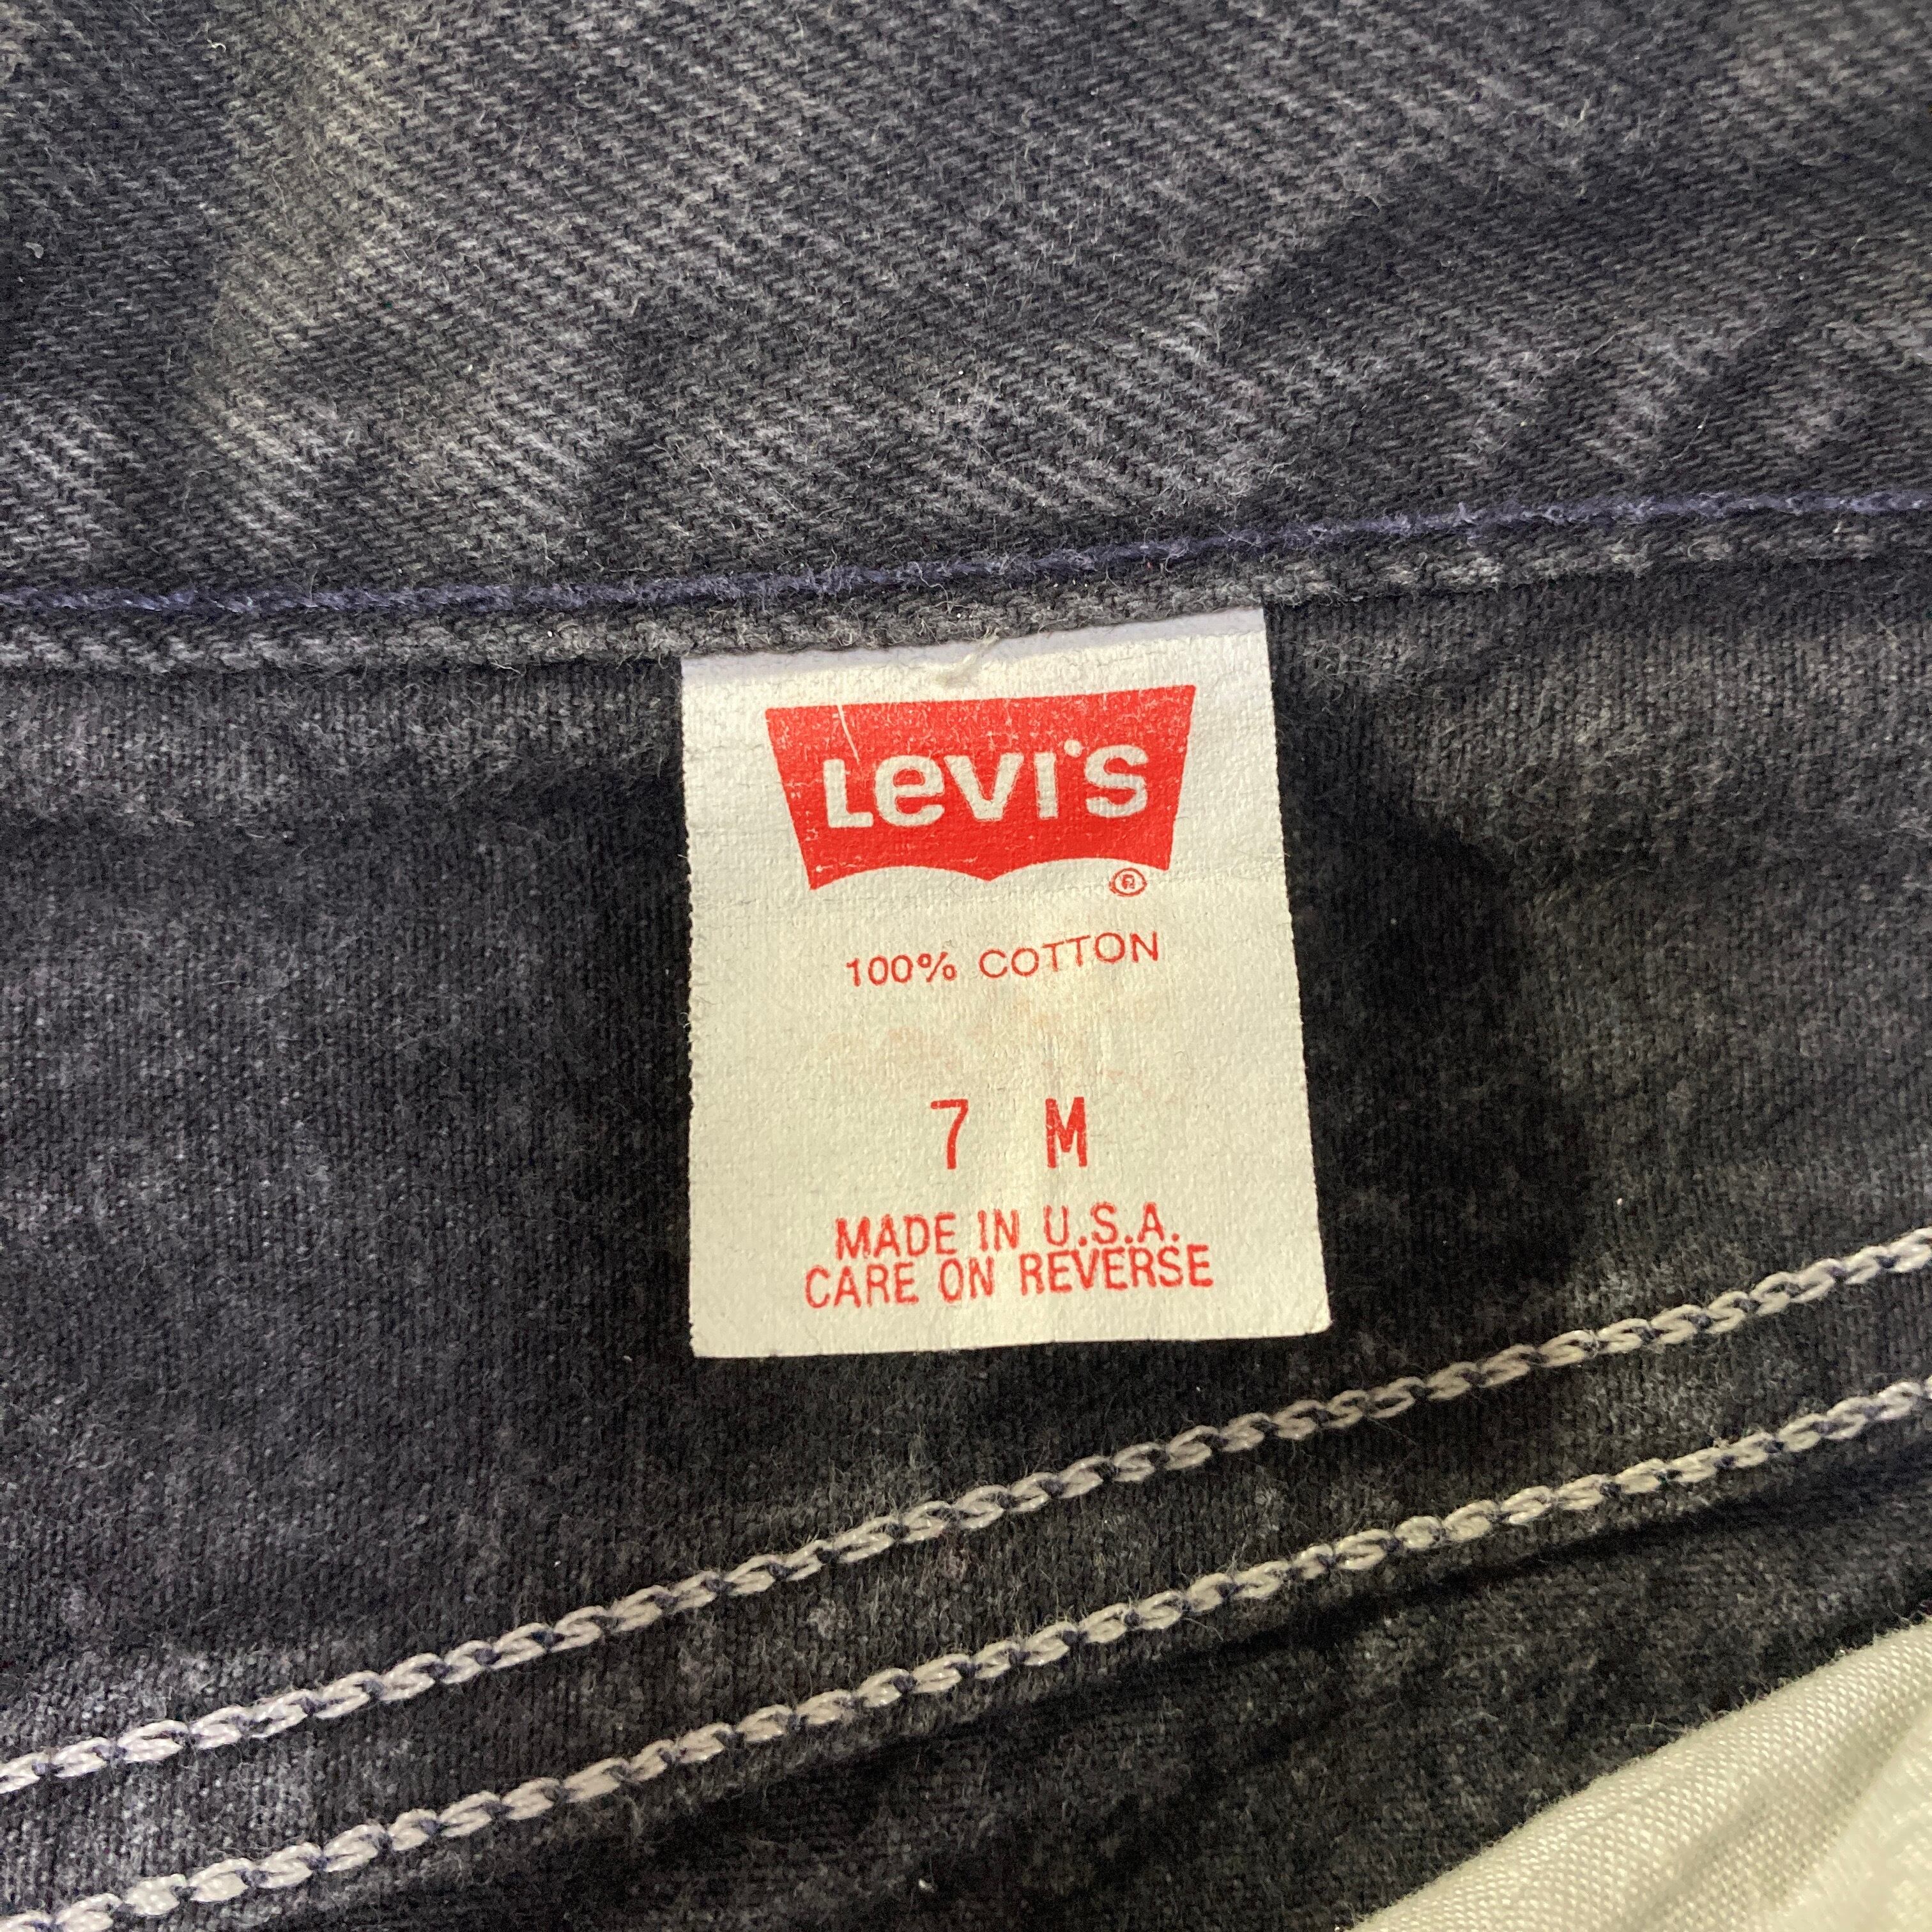 Levi's
®
100% COTTON
7 M
MADE IN U.S.A.
CARE ON REVERSE